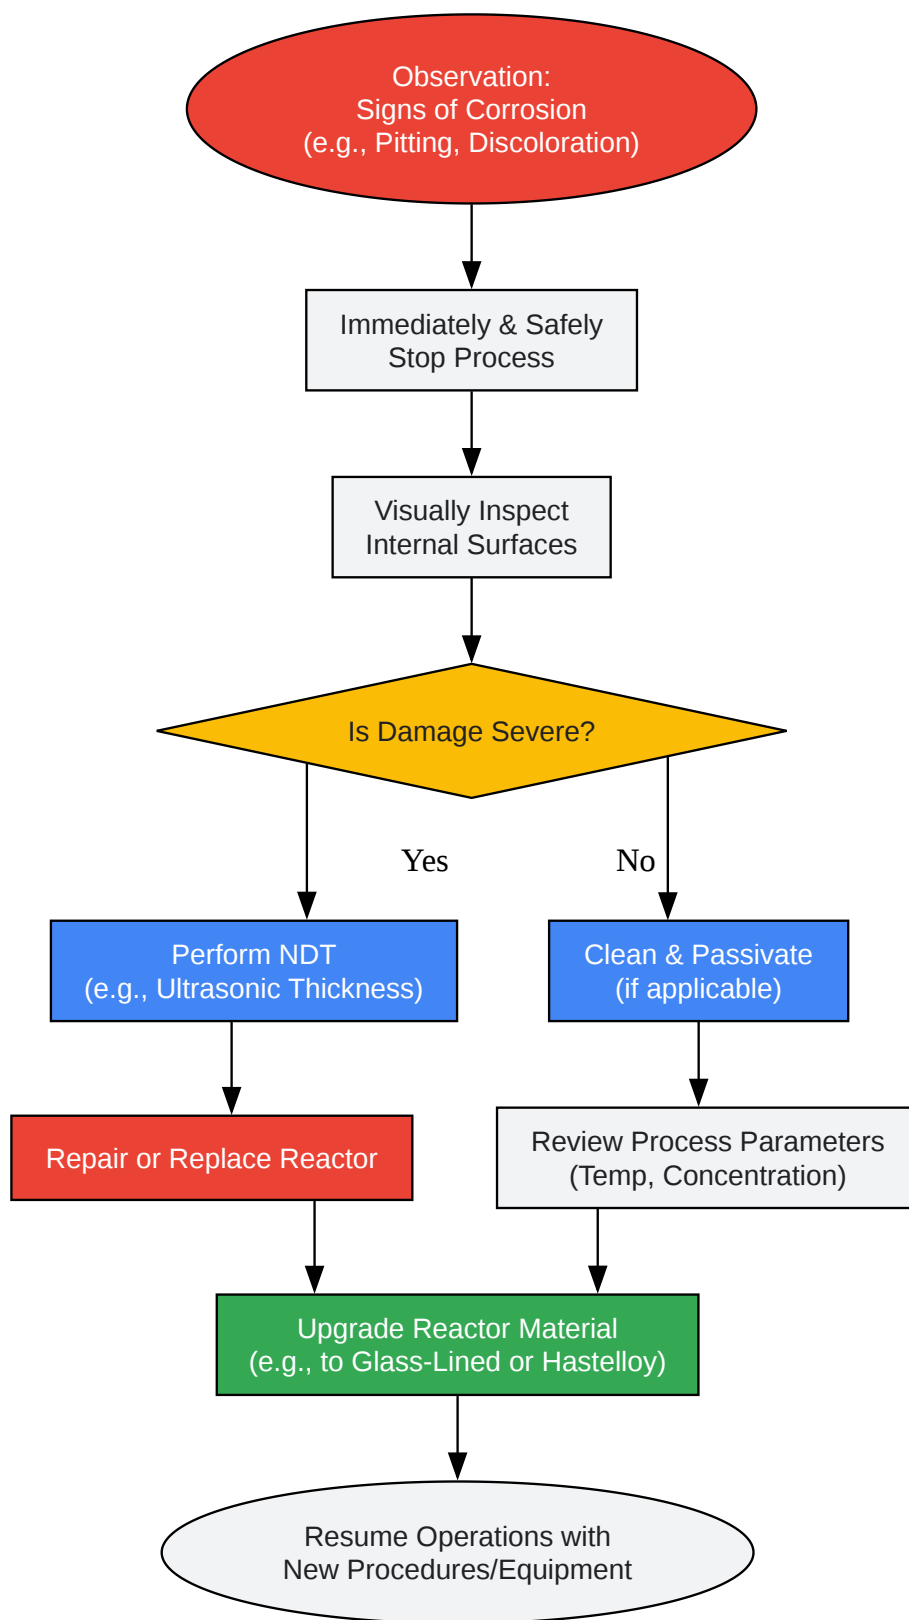 Observation:
Signs of Corrosion
(e.g., Pitting, Discoloration)
Immediately & Safely
Stop Process
Visually Inspect
Internal Surfaces
Is Damage Severe?
Yes
No
Perform NDT
(e.g., Ultrasonic Thickness)
Clean & Passivate
(if applicable)
Repair or Replace Reactor
Review Process Parameters
(Temp, Concentration)
Upgrade Reactor Material
(e.g., to Glass-Lined or Hastelloy)
Resume Operations with
New Procedures/Equipment